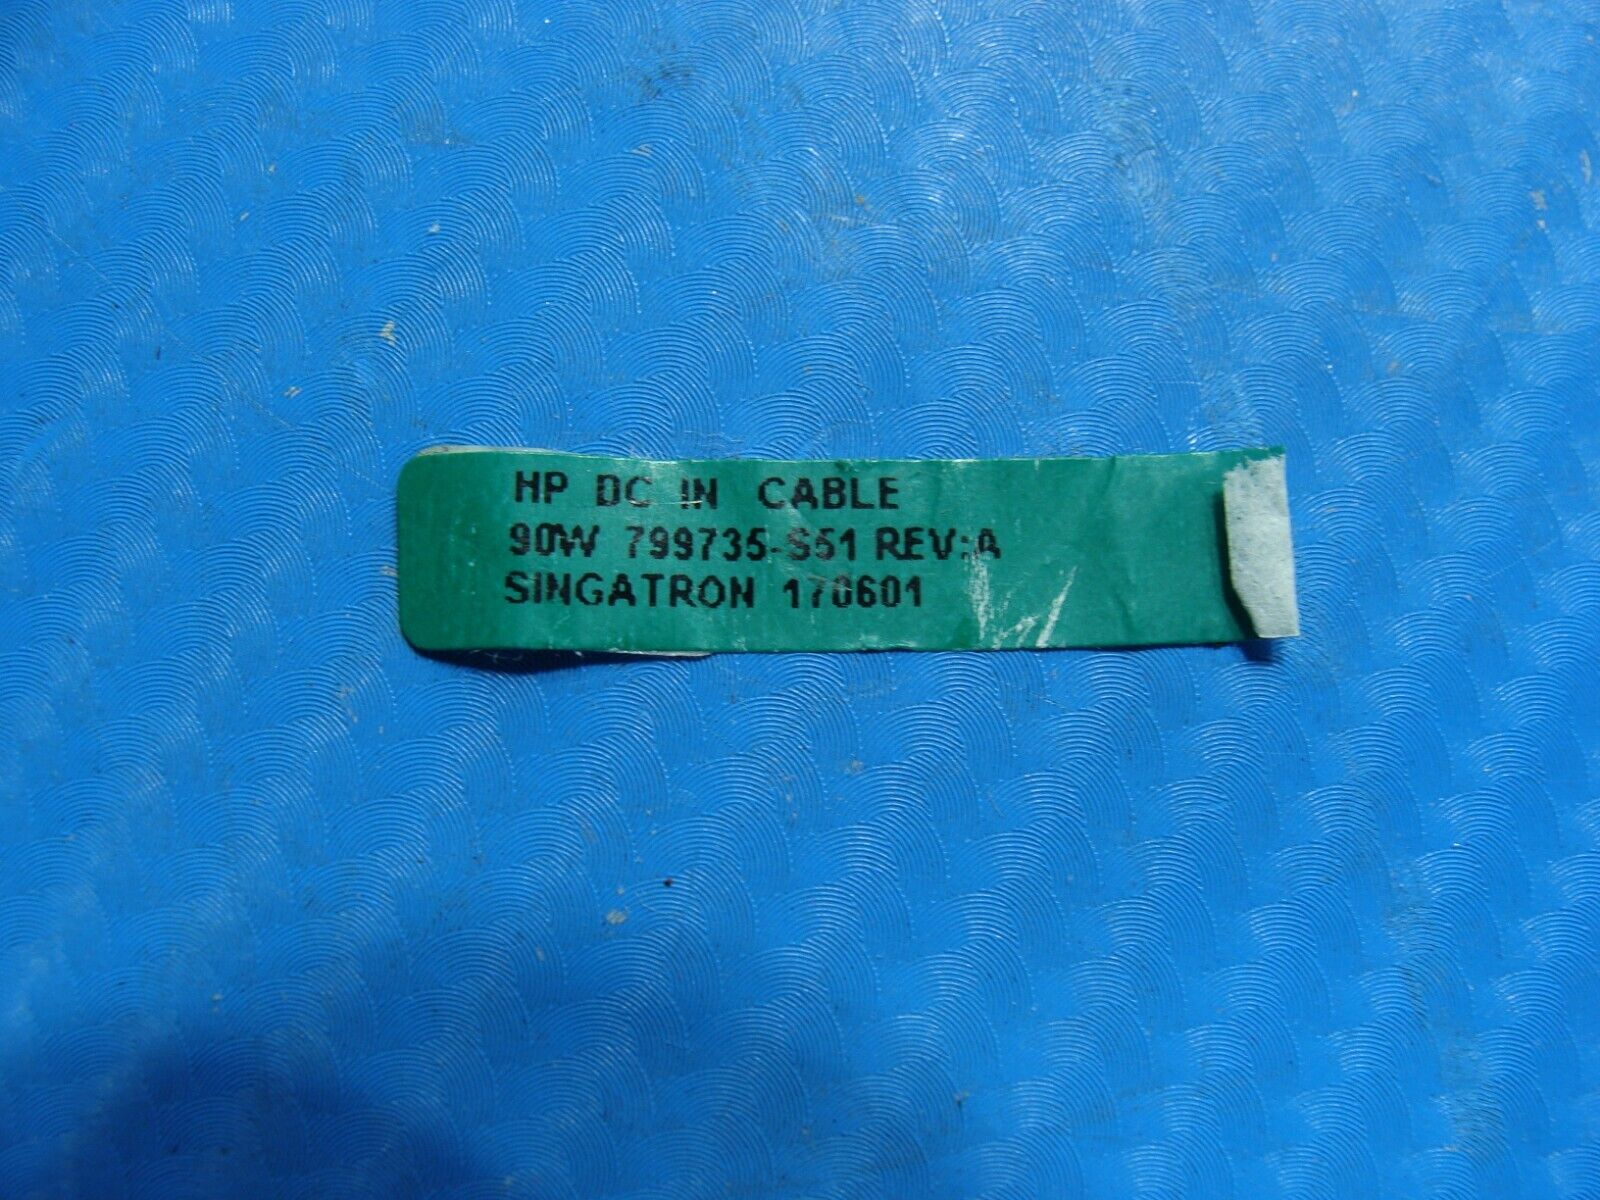 HP DC IN CABLE
90W 799735-S51 REV:A
SINGATRON 170601